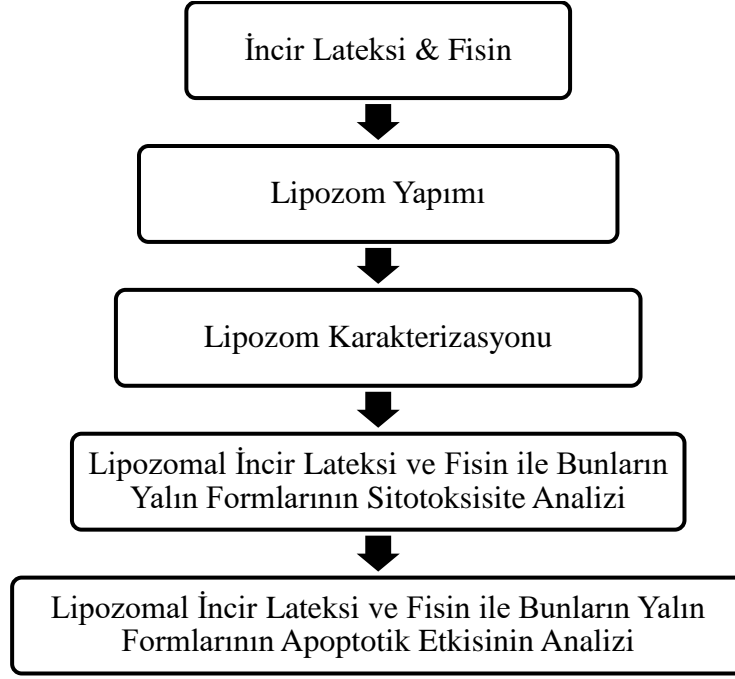 İncir Lateksi & Fisin
Lipozom Yapımı
Lipozom Karakterizasyonu
Lipozomal İncir Lateksi ve Fisin ile Bunların
Yalın Formlarının Sitotoksisite Analizi
Lipozomal İncir Lateksi ve Fisin ile Bunların Yalın
Formlarının Apoptotik Etkisinin Analizi